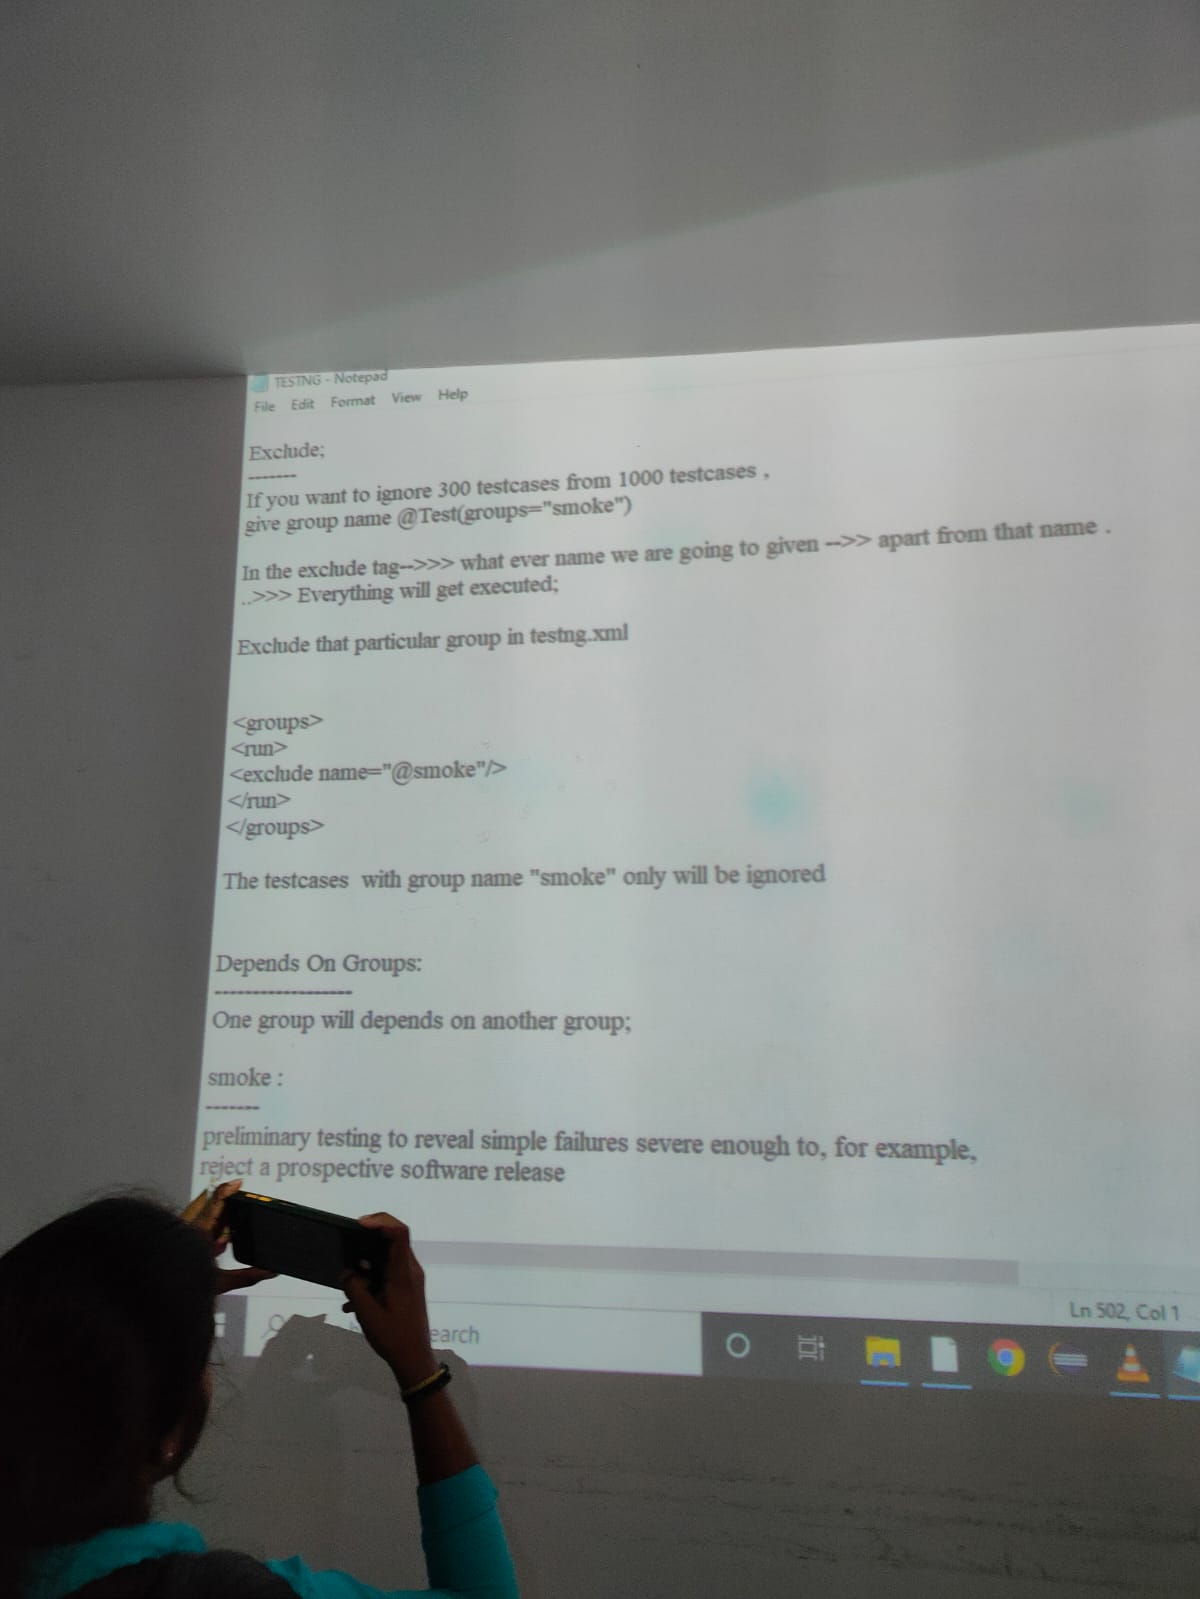 TESTNG - Notepad
File Edit Format View Help
Exclude;
-------
If you want to ignore 300 testcases from 1000 testcases ,
give group name @Test(groups="smoke")
In the exclude tag-->>> what ever name we are going to given -->> apart from that name .
..>>> Everything will get executed;
Exclude that particular group in testng.xml
<groups>
<run>
<exclude name="@smoke"/>
</run>
</groups>
The testcases  with group name "smoke" only will be ignored
Depends On Groups:
------------------
One group will depends on another group;
smoke :
-------
preliminary testing to reveal simple failures severe enough to, for example,
reject a prospective software release
Ln 502, Col 1
earch